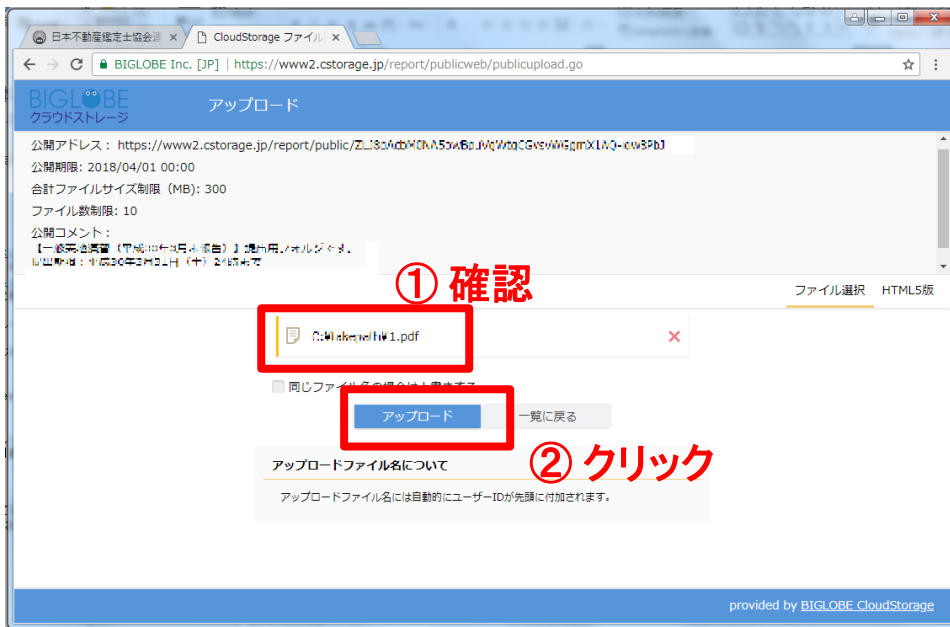 日本不動産鑑定士協会連
CloudStorage ファイル
BIGLOBE Inc. [JP] | https://www2.cstorage.jp/report/publicweb/publicupload.go
BIGLOBE
クラウドストレージ
アップロード
公開アドレス： https://www2.cstorage.jp/report/public/
公開期限: 2018/04/01 00:00
合計ファイルサイズ制限（MB）: 300
ファイル数制限: 10
公開コメント：
① 確認
ファイル選択 HTML5版
1.pdf
同じファイル名の場合は上書きする
アップロード 一覧に戻る
② クリック
アップロードファイル名について
アップロードファイル名には自動的にユーザーIDが先頭に付加されます。
provided by BIGLOBE CloudStorage